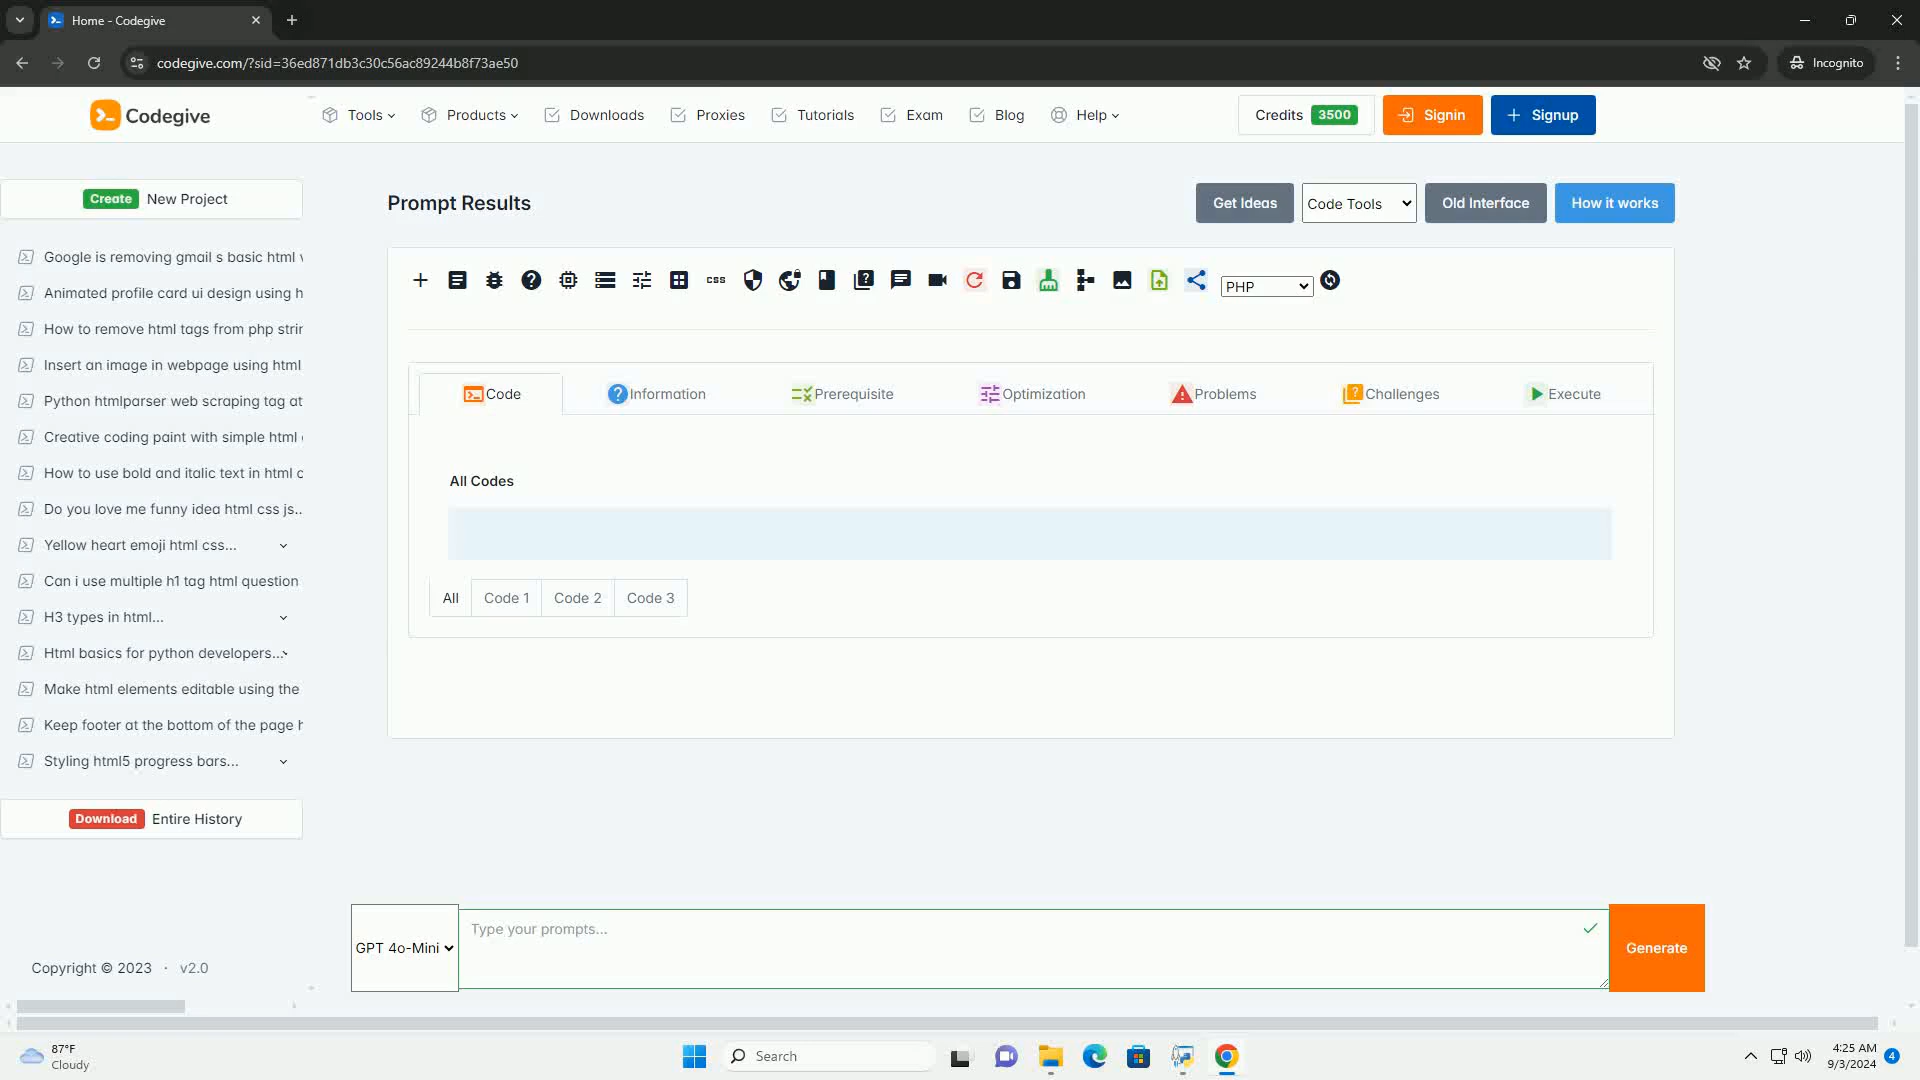 Home - Codegive
codegive.com/?sid=36ed871db3c30c56ac89244b8f73ae50
Incognito
Codegive
Tools
Products
Downloads
Proxies
Tutorials
Exam
Blog
Help
Credits 3500
Signin
Signup
Create New Project
Google is removing gmail s basic html
Animated profile card ui design using h
How to remove html tags from php strin
Insert an image in webpage using html
Python htmlparser web scraping tag at
Creative coding paint with simple html
How to use bold and italic text in html c
Do you love me funny idea html css js...
Yellow heart emoji html css...
Can i use multiple h1 tag html question
H3 types in html...
Html basics for python developers...
Make html elements editable using the
Keep footer at the bottom of the page h
Styling html5 progress bars...
Download Entire History
Copyright © 2023 · v2.0
Prompt Results
Get Ideas
Code Tools
Old Interface
How it works
css
PHP
Code
Information
Prerequisite
Optimization
Problems
Challenges
Execute
All Codes
All
Code 1
Code 2
Code 3
GPT 4o-Mini
Type your prompts...
Generate
87°F
Cloudy
Search
4:25 AM
9/3/2024
4